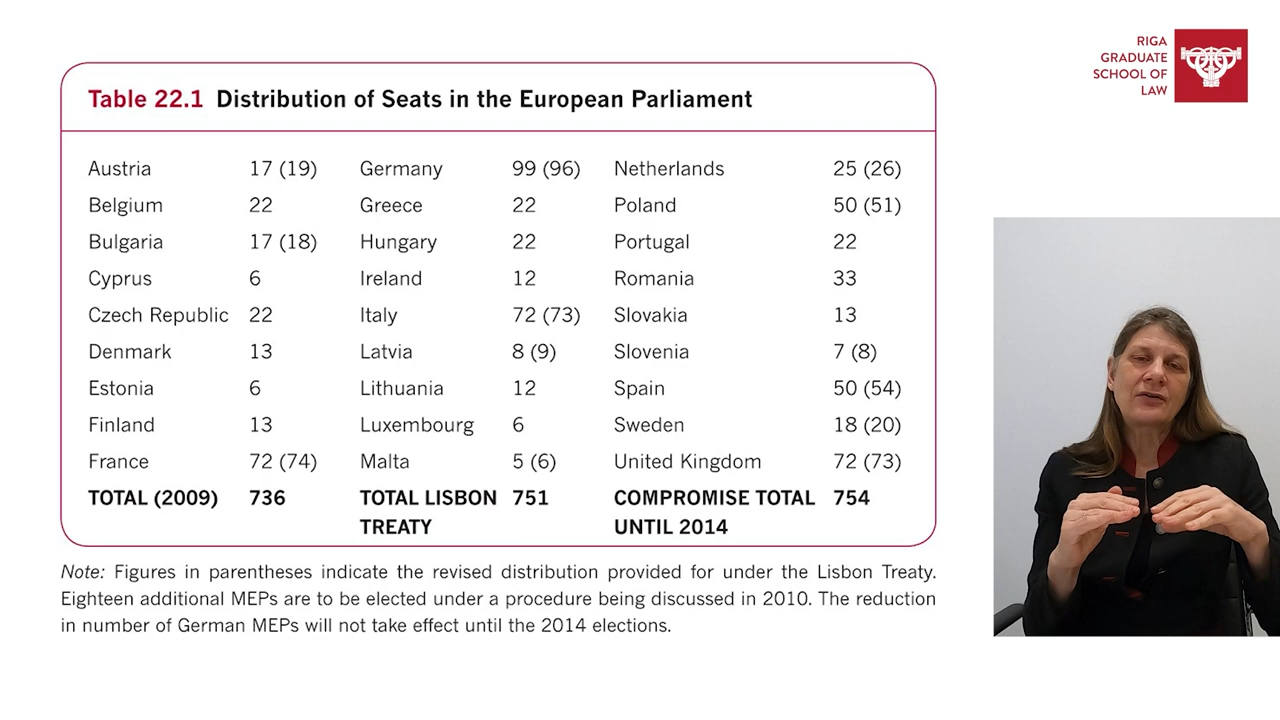 RIGA
GRADUATE
SCHOOL OF
LAW
Table 22.1 Distribution of Seats in the European Parliament
Austria 17 (19) Germany 99 (96) Netherlands 25 (26)
Belgium 22 Greece 22 Poland 50 (51)
Bulgaria 17 (18) Hungary 22 Portugal 22
Cyprus 6 Ireland 12 Romania 33
Czech Republic 22 Italy 72 (73) Slovakia 13
Denmark 13 Latvia 8 (9) Slovenia 7 (8)
Estonia 6 Lithuania 12 Spain 50 (54)
Finland 13 Luxembourg 6 Sweden 18 (20)
France 72 (74) Malta 5 (6) United Kingdom 72 (73)
TOTAL (2009) 736 TOTAL LISBON 751 COMPROMISE TOTAL 754
TREATY UNTIL 2014
Note: Figures in parentheses indicate the revised distribution provided for under the Lisbon Treaty.
Eighteen additional MEPs are to be elected under a procedure being discussed in 2010. The reduction
in number of German MEPs will not take effect until the 2014 elections.